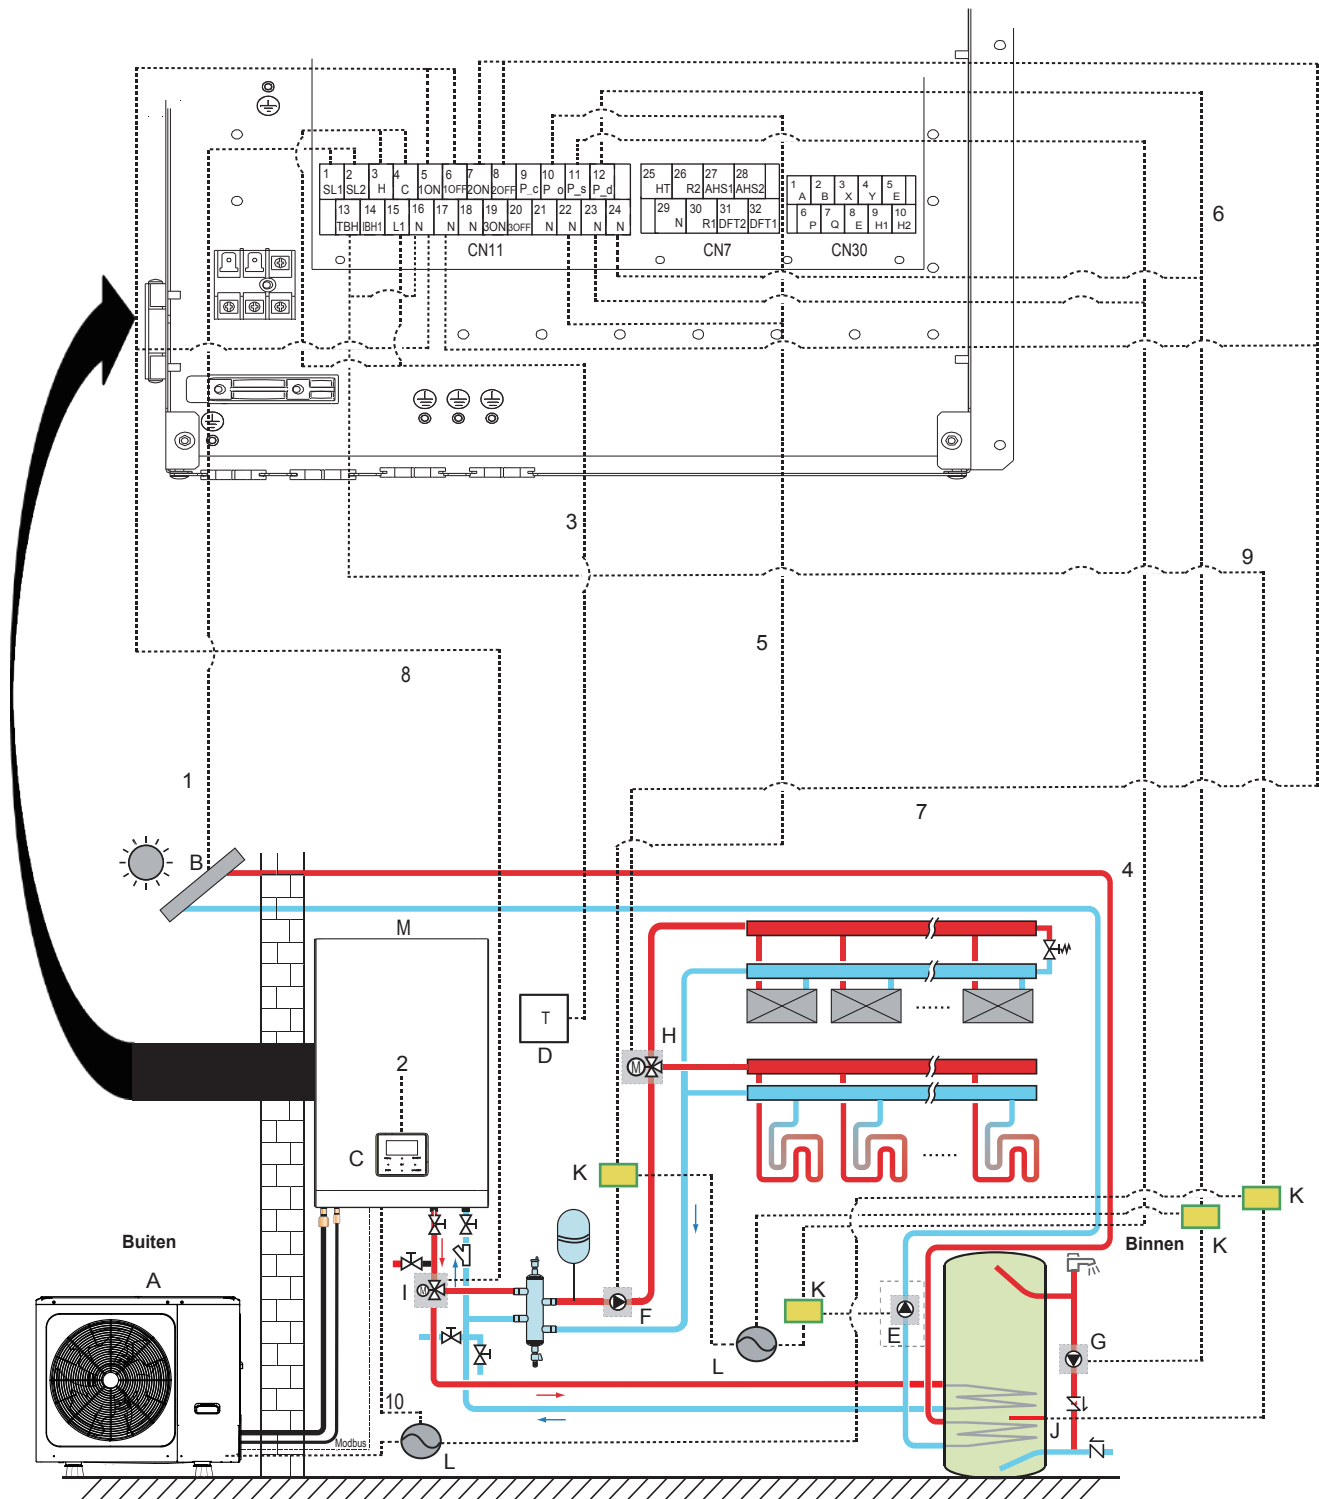 1 2 3 4 5 6 7 8 9 10 11 12
SL1 SL2 H C 1ON 1OFF 2ON 2OFF P_c P_o P_s P_d
13 14 15 16 17 18 19 20 21 22 23 24
TBH IBH1 L1 N N N 3ON 3OFF N N N N
CN11
25 26 27 28
HT R2 AHS1 AHS2
29 30 31 32
N R1 DFT2 DFT1
CN7
1 2 3 4 5
A B X Y E
6 7 8 9 10
P Q E H1 H2
CN30
6
3
9
5
8
1
7
B
4
M
T
D
H
M
2
C
K
K
K
Buiten
Binnen
A
I
M
F
K
E
G
L
10
J
Modbus
L